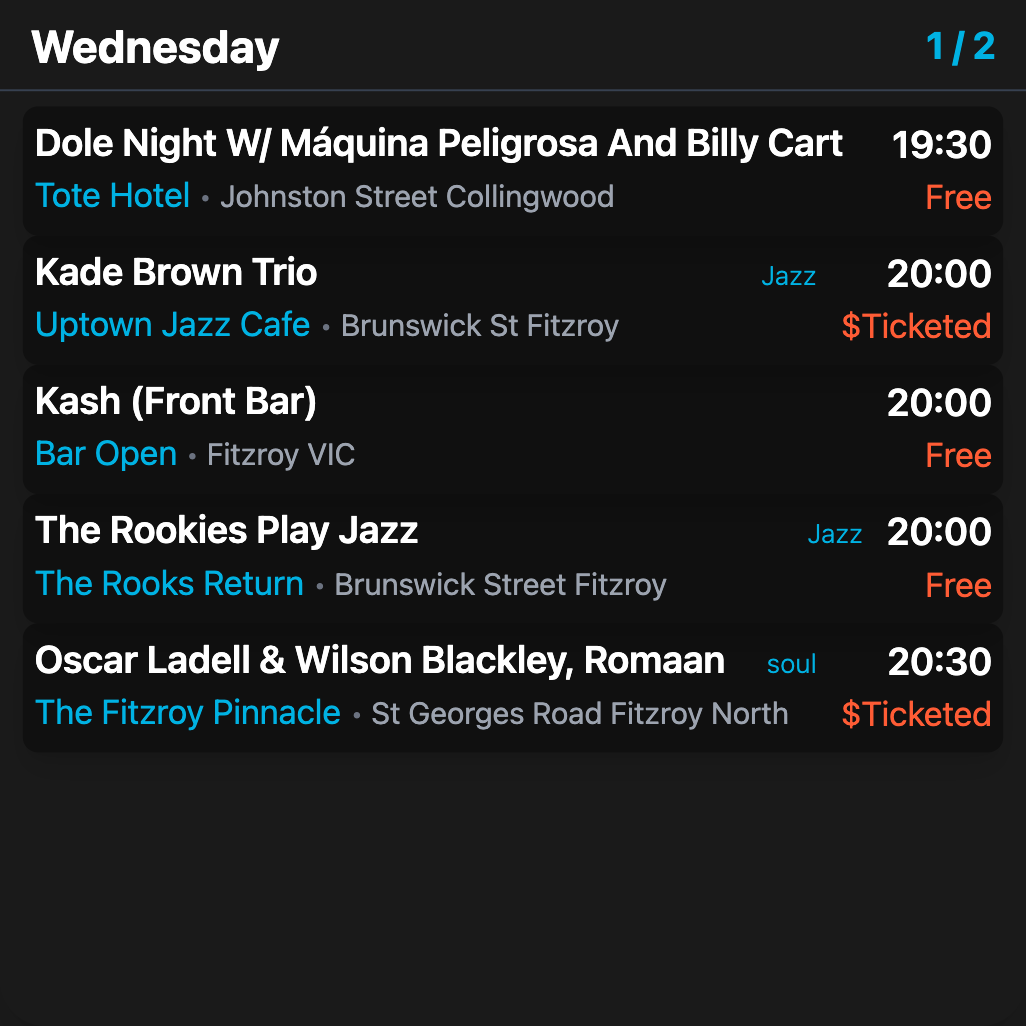 Wednesday 1 / 2
Dole Night W/ Máquina Peligrosa And Billy Cart 19:30
Tote Hotel • Johnston Street Collingwood Free
Kade Brown Trio Jazz 20:00
Uptown Jazz Cafe • Brunswick St Fitzroy $Ticketed
Kash (Front Bar) 20:00
Bar Open • Fitzroy VIC Free
The Rookies Play Jazz Jazz 20:00
The Rooks Return • Brunswick Street Fitzroy Free
Oscar Ladell & Wilson Blackley, Romaan soul 20:30
The Fitzroy Pinnacle • St Georges Road Fitzroy North $Ticketed